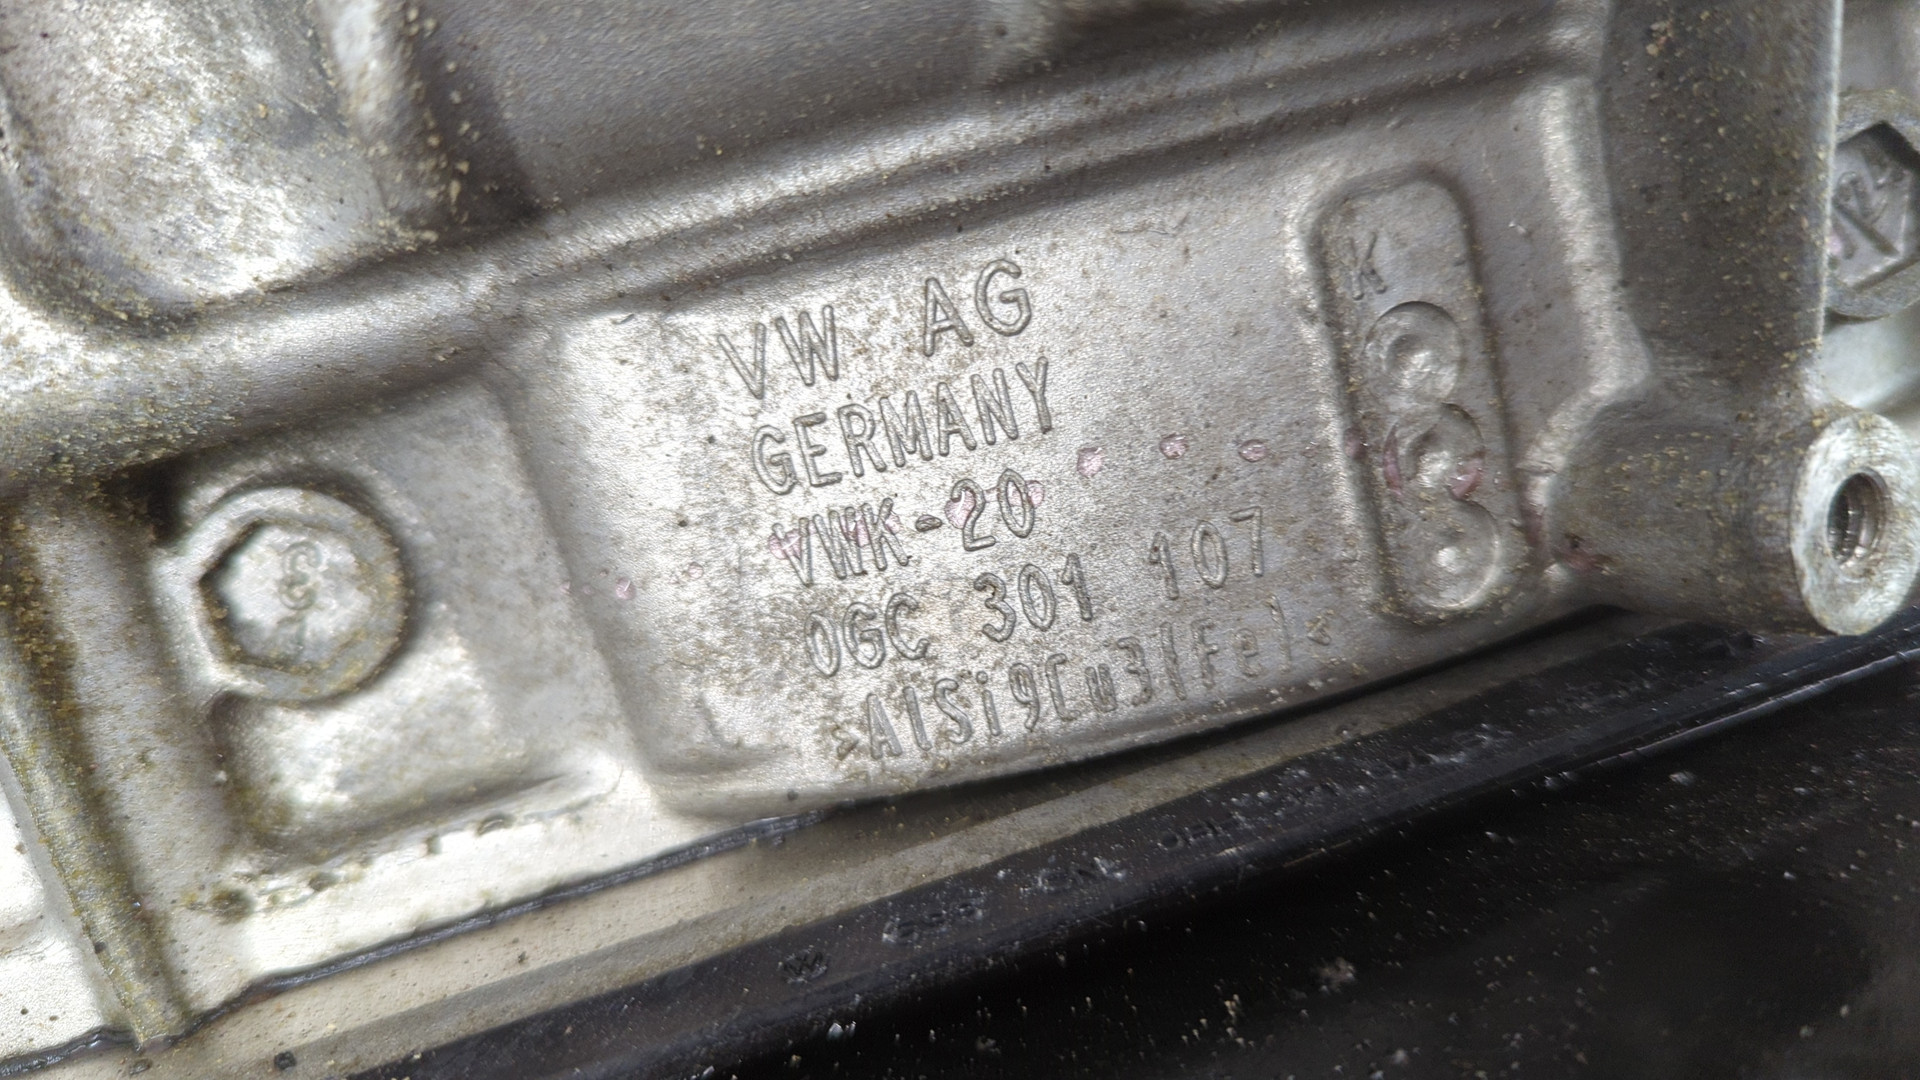 VW AG
GERMANY
VWK-20
0GC 301 107
>AlSi9Cu3(Fe)<
K